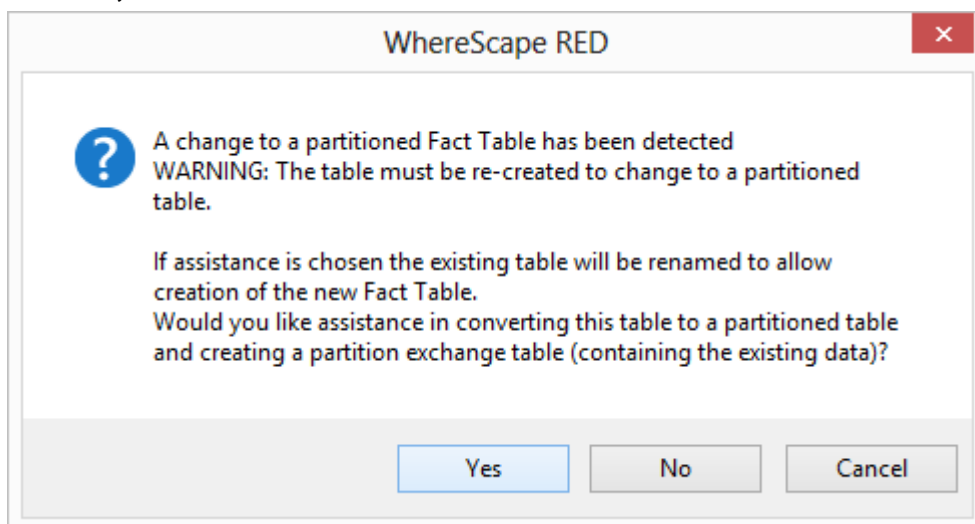 WhereScape RED
×
?
A change to a partitioned Fact Table has been detected
WARNING: The table must be re-created to change to a partitioned
table.
If assistance is chosen the existing table will be renamed to allow
creation of the new Fact Table.
Would you like assistance in converting this table to a partitioned table
and creating a partition exchange table (containing the existing data)?
Yes
No
Cancel